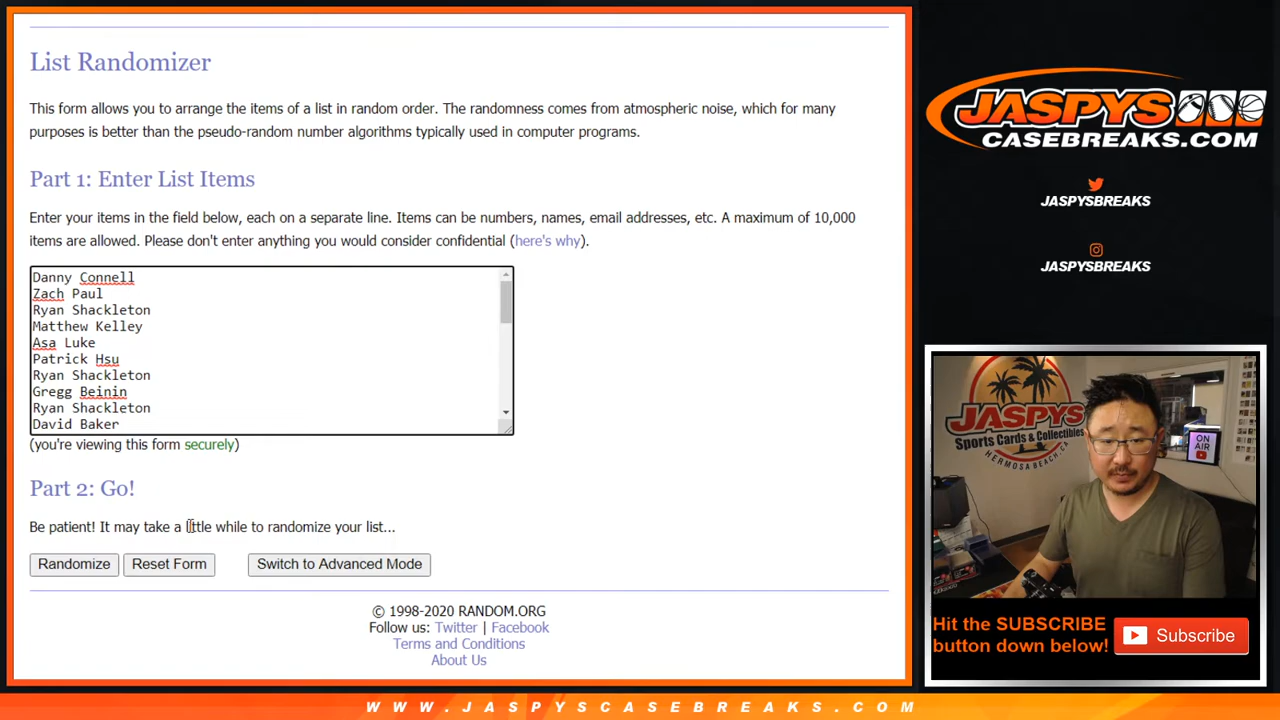 List Randomizer
This form allows you to arrange the items of a list in random order. The randomness comes from atmospheric noise, which for many
purposes is better than the pseudo-random number algorithms typically used in computer programs.
Part 1: Enter List Items
Enter your items in the field below, each on a separate line. Items can be numbers, names, email addresses, etc. A maximum of 10,000
items are allowed. Please don't enter anything you would consider confidential (here's why).
Danny Connell
Zach Paul
Ryan Shackleton
Matthew Kelley
Asa Luke
Patrick Hsu
Ryan Shackleton
Gregg Beinin
Ryan Shackleton
David Baker
(you're viewing this form securely)
Part 2: Go!
Be patient! It may take a little while to randomize your list...
Randomize
Reset Form
Switch to Advanced Mode
© 1998-2020 RANDOM.ORG
Follow us: Twitter | Facebook
Terms and Conditions
About Us
JASPYS
CASEBREAKS.COM
JASPYSBREAKS
JASPYSBREAKS
JASPYS
Sports Cards & Collectibles
HERMOSA BEACH, CA
ON
AIR
Hit the SUBSCRIBE
button down below!
Subscribe
WWW.JASPYSCASEBREAKS.COM